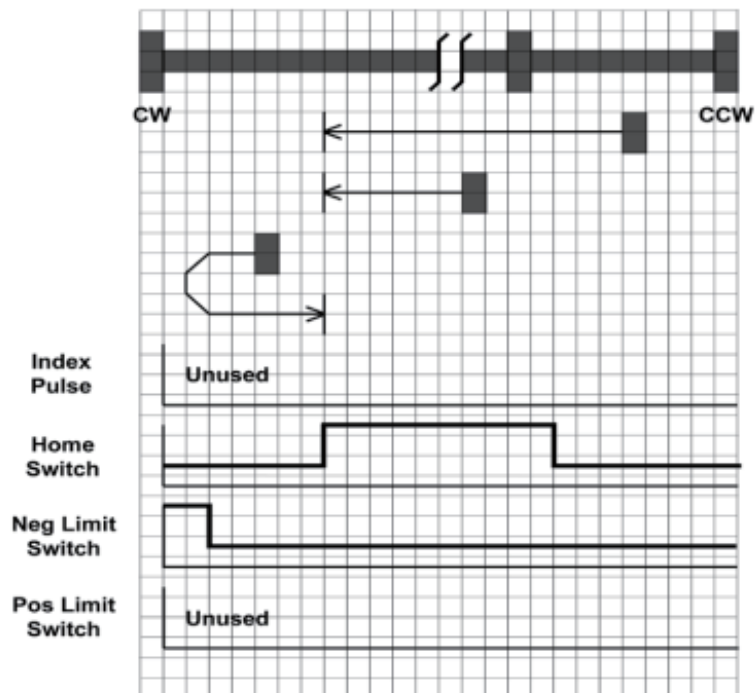 CW
CCW
Index
Pulse
Unused
Home
Switch
Neg Limit
Switch
Pos Limit
Switch
Unused